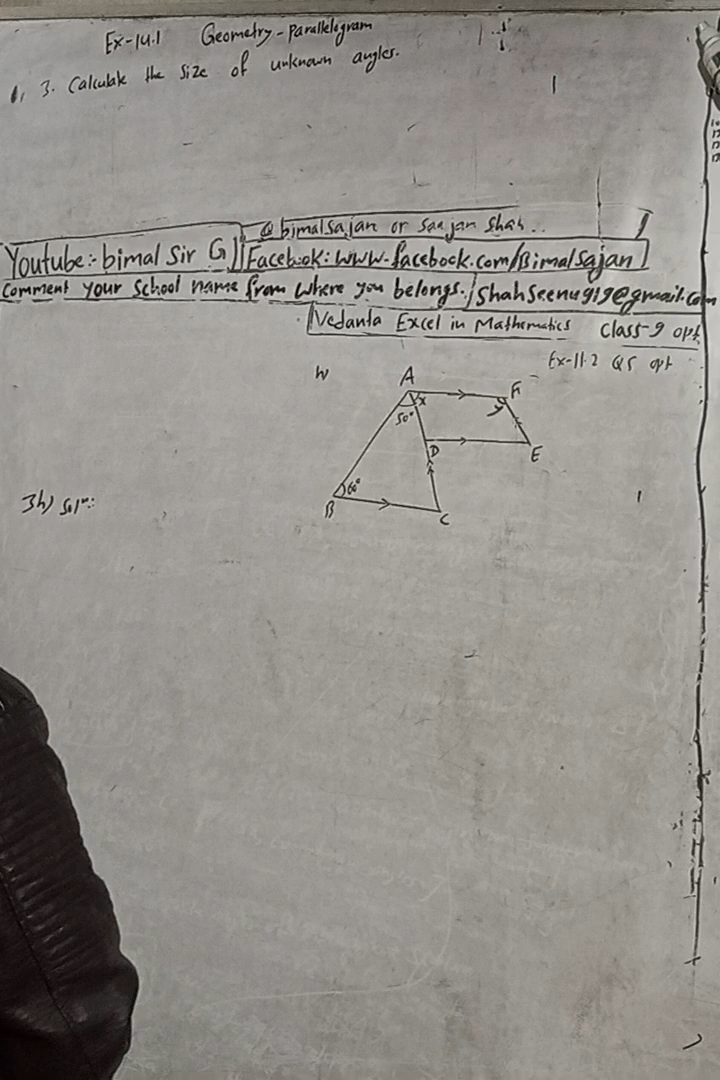 Ex-14.1 Geometry-parallelogram
1. 3. Calculate the size of unknown angles.
@bimalsajan or Saajan Shah..
Youtube:- bimal Sir G Facebook: www.facebook.com/Bimalsajan
Comment your School name from where you belongs. Shahseenu919@gmail.com
Vedanta Excel in Mathematics Class-9 opt
Ex-11.2 Q5 opt
h)
A F
x y
50°
D E
60°
B C
3h) Solⁿ: